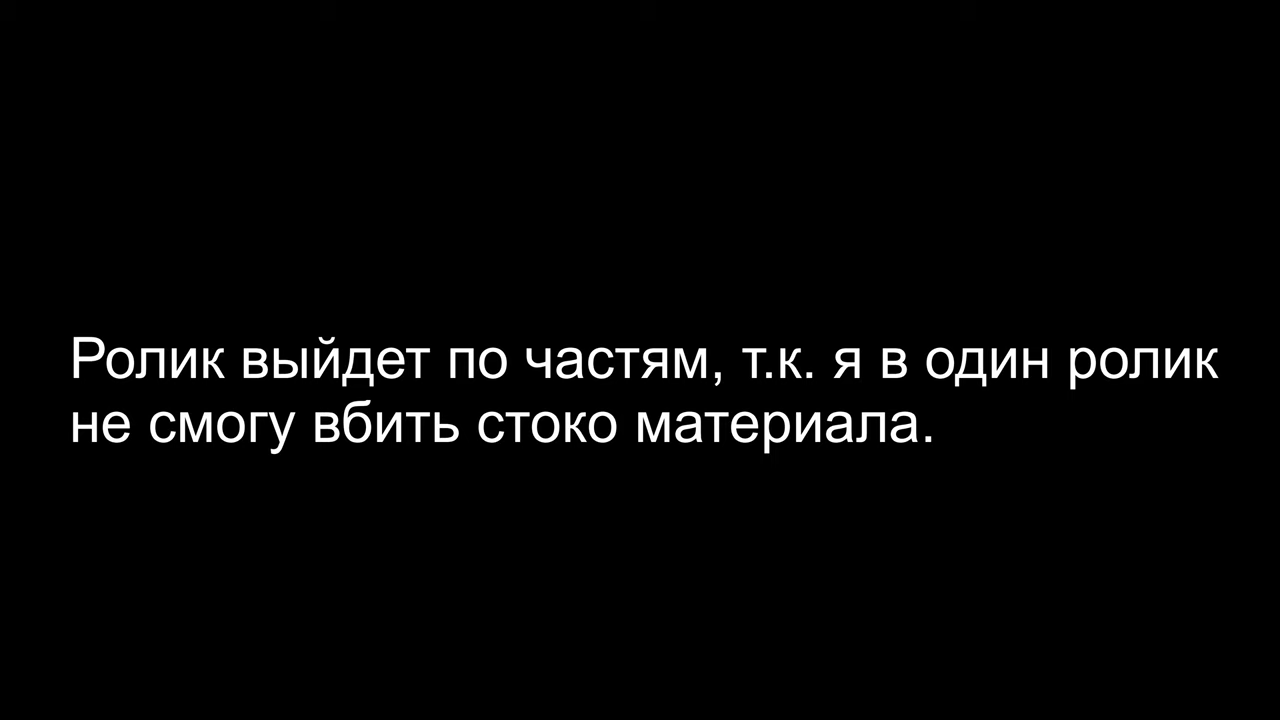 Ролик выйдет по частям, т.к. я в один ролик
не смогу вбить стоко материала.